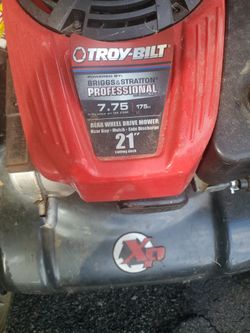 TROY-BILT
POWERED BY:
BRIGGS & STRATTON
PROFESSIONAL
7.75 175cc
REAR WHEEL DRIVE MOWER
Rear Bag - Mulch - Side Discharge
21"
cutting deck
XP